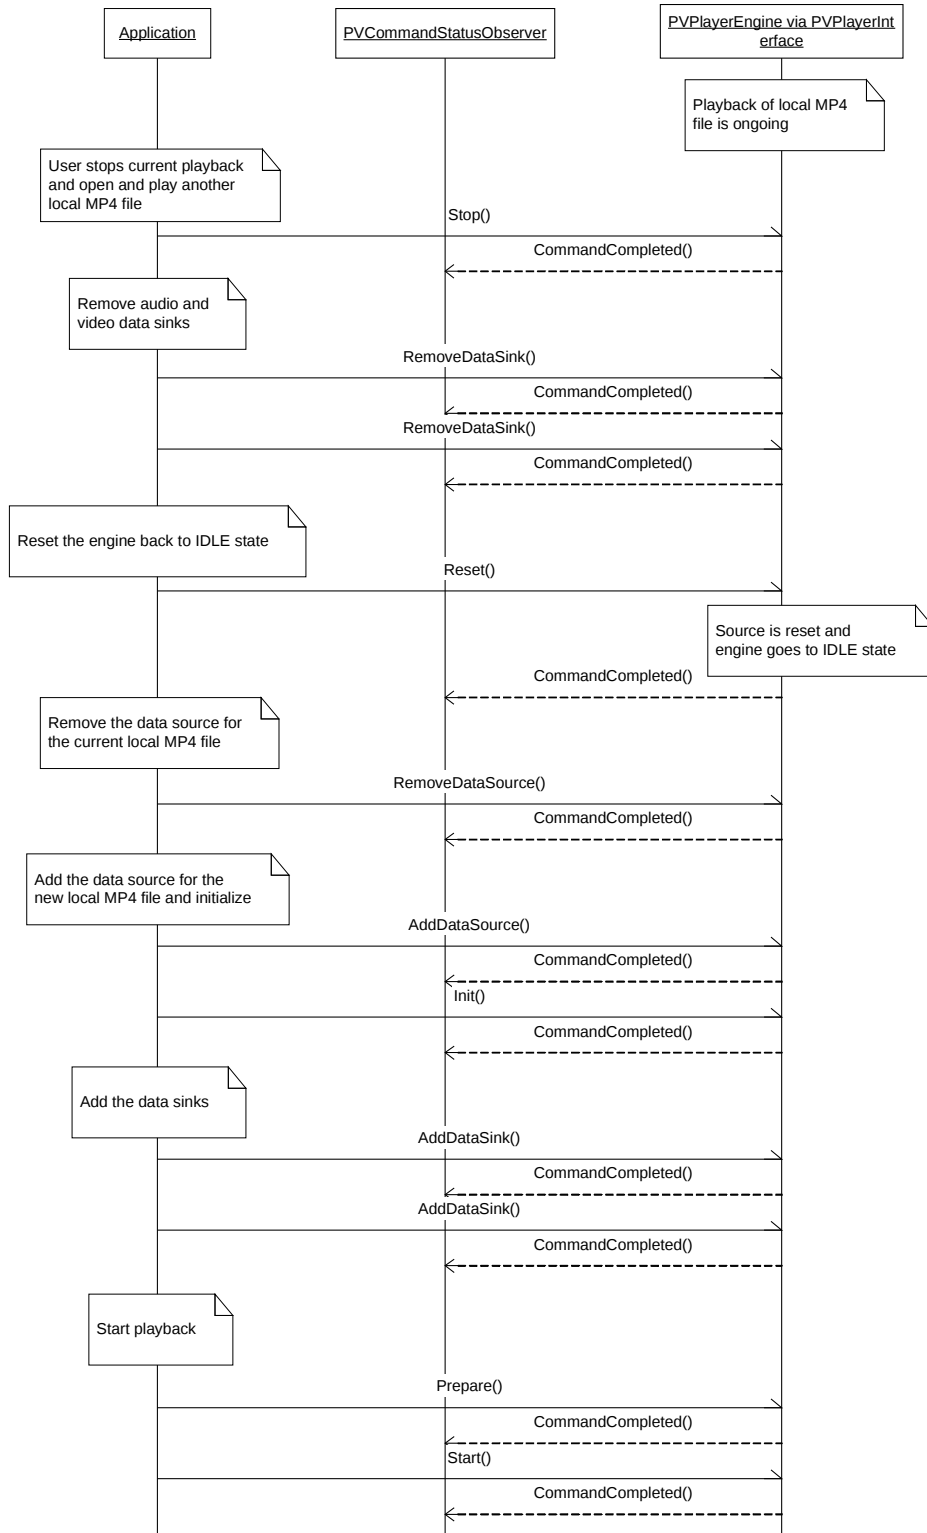 Application
PVCommandStatusObserver
PVPlayerEngine via PVPlayerInt
erface
Playback of local MP4
file is ongoing
User stops current playback
and open and play another
local MP4 file
Stop()
CommandCompleted()
Remove audio and
video data sinks
RemoveDataSink()
CommandCompleted()
RemoveDataSink()
CommandCompleted()
Reset the engine back to IDLE state
Reset()
Source is reset and
engine goes to IDLE state
CommandCompleted()
Remove the data source for
the current local MP4 file
RemoveDataSource()
CommandCompleted()
Add the data source for the
new local MP4 file and initialize
AddDataSource()
CommandCompleted()
Init()
CommandCompleted()
Add the data sinks
AddDataSink()
CommandCompleted()
AddDataSink()
CommandCompleted()
Start playback
Prepare()
CommandCompleted()
Start()
CommandCompleted()